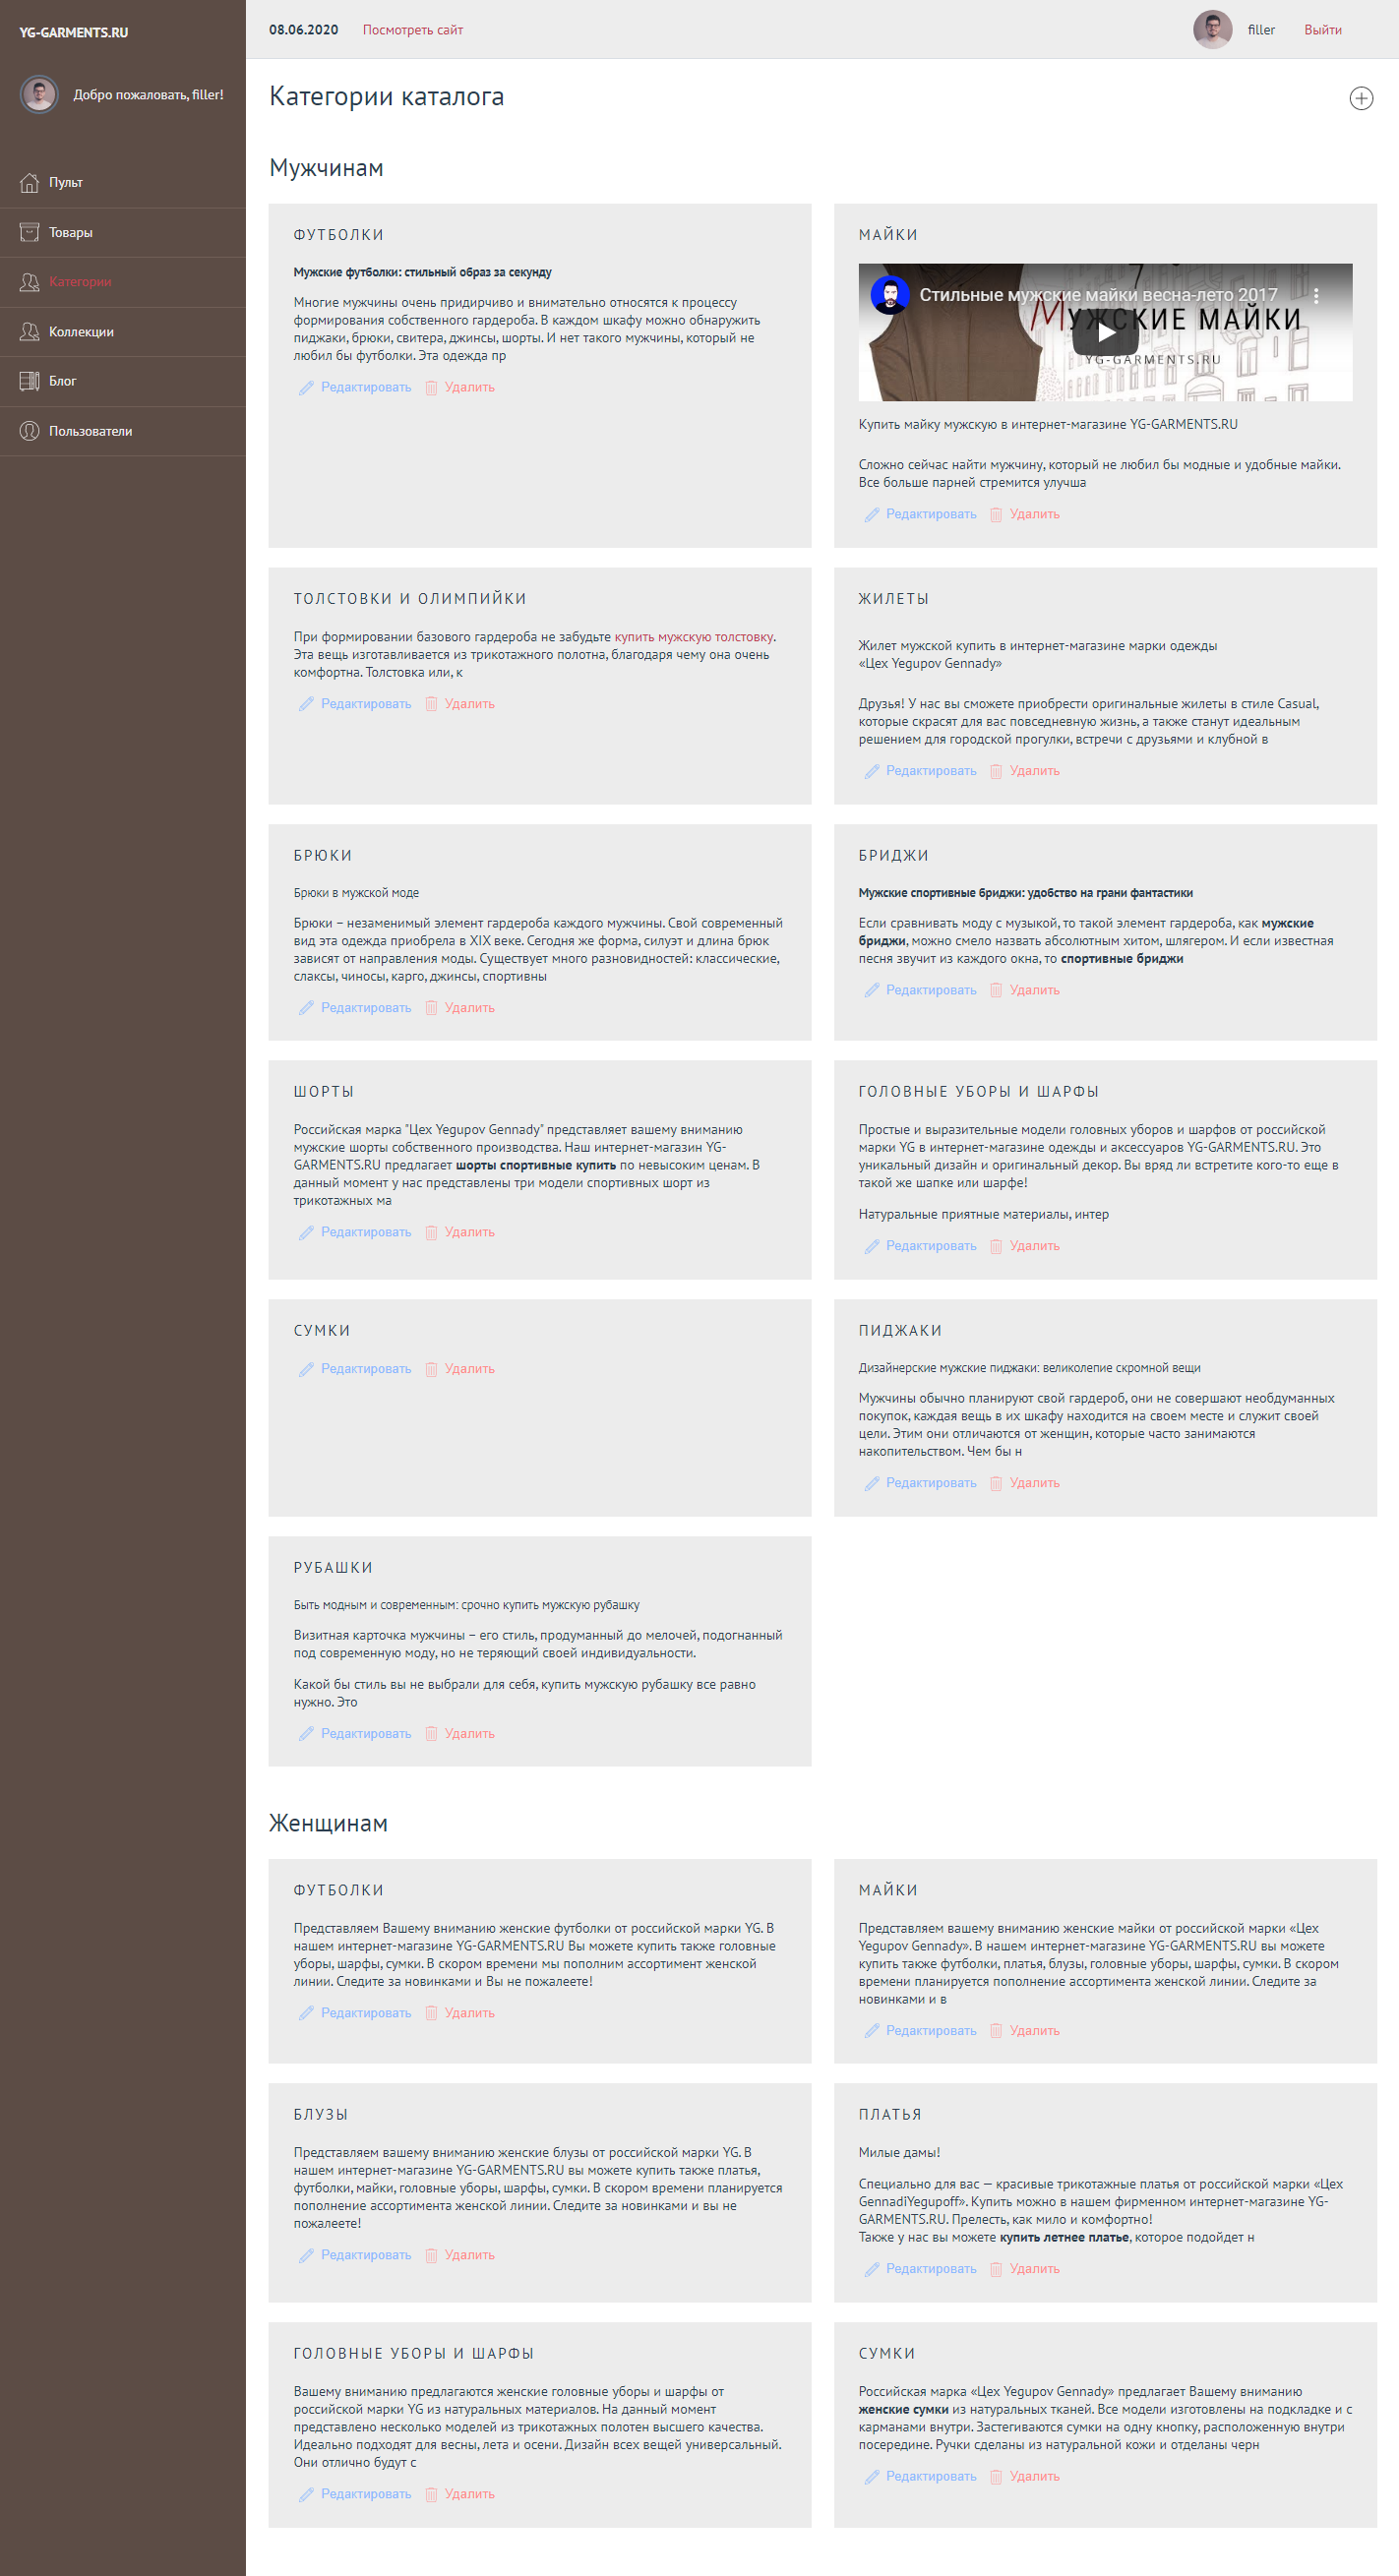 YG-GARMENTS.RU
08.06.2020 Посмотреть сайт filler Выйти
Добро пожаловать, filler!
Пульт
Товары
Категории
Коллекции
Блог
Пользователи
Категории каталога
Мужчинам
ФУТБОЛКИ
Мужские футболки: стильный образ за секунду
Многие мужчины очень придирчиво и внимательно относятся к процессу
формирования собственного гардероба. В каждом шкафу можно обнаружить
пиджаки, брюки, свитера, джинсы, шорты. И нет такого мужчины, который не
любил бы футболки. Эта одежда пр
Редактировать Удалить
МАЙКИ
Стильные мужские майки весна-лето 2017
МУЖСКИЕ МАЙКИ
YG-GARMENTS.RU
Купить майку мужскую в интернет-магазине YG-GARMENTS.RU
Сложно сейчас найти мужчину, который не любил бы модные и удобные майки.
Все больше парней стремится улучша
Редактировать Удалить
ТОЛСТОВКИ И ОЛИМПИЙКИ
При формировании базового гардероба не забудьте купить мужскую толстовку.
Эта вещь изготавливается из трикотажного полотна, благодаря чему она очень
комфортна. Толстовка или, к
Редактировать Удалить
ЖИЛЕТЫ
Жилет мужской купить в интернет-магазине марки одежды
«Цех Yegupov Gennady»
Друзья! У нас вы сможете приобрести оригинальные жилеты в стиле Casual,
которые скрасят для вас повседневную жизнь, а также станут идеальным
решением для городской прогулки, встречи с друзьями и клубной в
Редактировать Удалить
БРЮКИ
Брюки в мужской моде
Брюки – незаменимый элемент гардероба каждого мужчины. Свой современный
вид эта одежда приобрела в XIX веке. Сегодня же форма, силуэт и длина брюк
зависят от направления моды. Существует много разновидностей: классические,
слаксы, чиносы, карго, джинсы, спортивны
Редактировать Удалить
БРИДЖИ
Мужские спортивные бриджи: удобство на грани фантастики
Если сравнивать моду с музыкой, то такой элемент гардероба, как мужские
бриджи, можно смело назвать абсолютным хитом, шлягером. И если известная
песня звучит из каждого окна, то спортивные бриджи
Редактировать Удалить
ШОРТЫ
Российская марка "Цех Yegupov Gennady" представляет вашему вниманию
мужские шорты собственного производства. Наш интернет-магазин YG-
GARMENTS.RU предлагает шорты спортивные купить по невысоким ценам. В
данный момент у нас представлены три модели спортивных шорт из
трикотажных ма
Редактировать Удалить
ГОЛОВНЫЕ УБОРЫ И ШАРФЫ
Простые и выразительные модели головных уборов и шарфов от российской
марки YG в интернет-магазине одежды и аксессуаров YG-GARMENTS.RU. Это
уникальный дизайн и оригинальный декор. Вы вряд ли встретите кого-то еще в
такой же шапке или шарфе!
Натуральные приятные материалы, интер
Редактировать Удалить
СУМКИ
Редактировать Удалить
ПИДЖАКИ
Дизайнерские мужские пиджаки: великолепие скромной вещи
Мужчины обычно планируют свой гардероб, они не совершают необдуманных
покупок, каждая вещь в их шкафу находится на своем месте и служит своей
цели. Этим они отличаются от женщин, которые часто занимаются
накопительством. Чем бы н
Редактировать Удалить
РУБАШКИ
Быть модным и современным: срочно купить мужскую рубашку
Визитная карточка мужчины – его стиль, продуманный до мелочей, подогнанный
под современную моду, но не теряющий своей индивидуальности.
Какой бы стиль вы не выбрали для себя, купить мужскую рубашку все равно
нужно. Это
Редактировать Удалить
Женщинам
ФУТБОЛКИ
Представляем Вашему вниманию женские футболки от российской марки YG. В
нашем интернет-магазине YG-GARMENTS.RU Вы можете купить также головные
уборы, шарфы, сумки. В скором времени мы пополним ассортимент женской
линии. Следите за новинками и Вы не пожалеете!
Редактировать Удалить
МАЙКИ
Представляем вашему вниманию женские майки от российской марки «Цех
Yegupov Gennady». В нашем интернет-магазине YG-GARMENTS.RU вы можете
купить также футболки, платья, блузы, головные уборы, шарфы, сумки. В скором
времени планируется пополнение ассортимента женской линии. Следите за
новинками и в
Редактировать Удалить
БЛУЗЫ
Представляем вашему вниманию женские блузы от российской марки YG. В
нашем интернет-магазине YG-GARMENTS.RU вы можете купить также платья,
футболки, майки, головные уборы, шарфы, сумки. В скором времени планируется
пополнение ассортимента женской линии. Следите за новинками и вы не
пожалеете!
Редактировать Удалить
ПЛАТЬЯ
Милые дамы!
Специально для вас — красивые трикотажные платья от российской марки «Цех
GennadiYegupoff». Купить можно в нашем фирменном интернет-магазине YG-
GARMENTS.RU. Прелесть, как мило и комфортно!
Также у нас вы можете купить летнее платье, которое подойдет н
Редактировать Удалить
ГОЛОВНЫЕ УБОРЫ И ШАРФЫ
Вашему вниманию предлагаются женские головные уборы и шарфы от
российской марки YG из натуральных материалов. На данный момент
представлено несколько моделей из трикотажных полотен высшего качества.
Идеально подходят для весны, лета и осени. Дизайн всех вещей универсальный.
Они отлично будут с
Редактировать Удалить
СУМКИ
Российская марка «Цех Yegupov Gennady» предлагает Вашему вниманию
женские сумки из натуральных тканей. Все модели изготовлены на подкладке и с
карманами внутри. Застегиваются сумки на одну кнопку, расположенную внутри
посередине. Ручки сделаны из натуральной кожи и отделаны черн
Редактировать Удалить